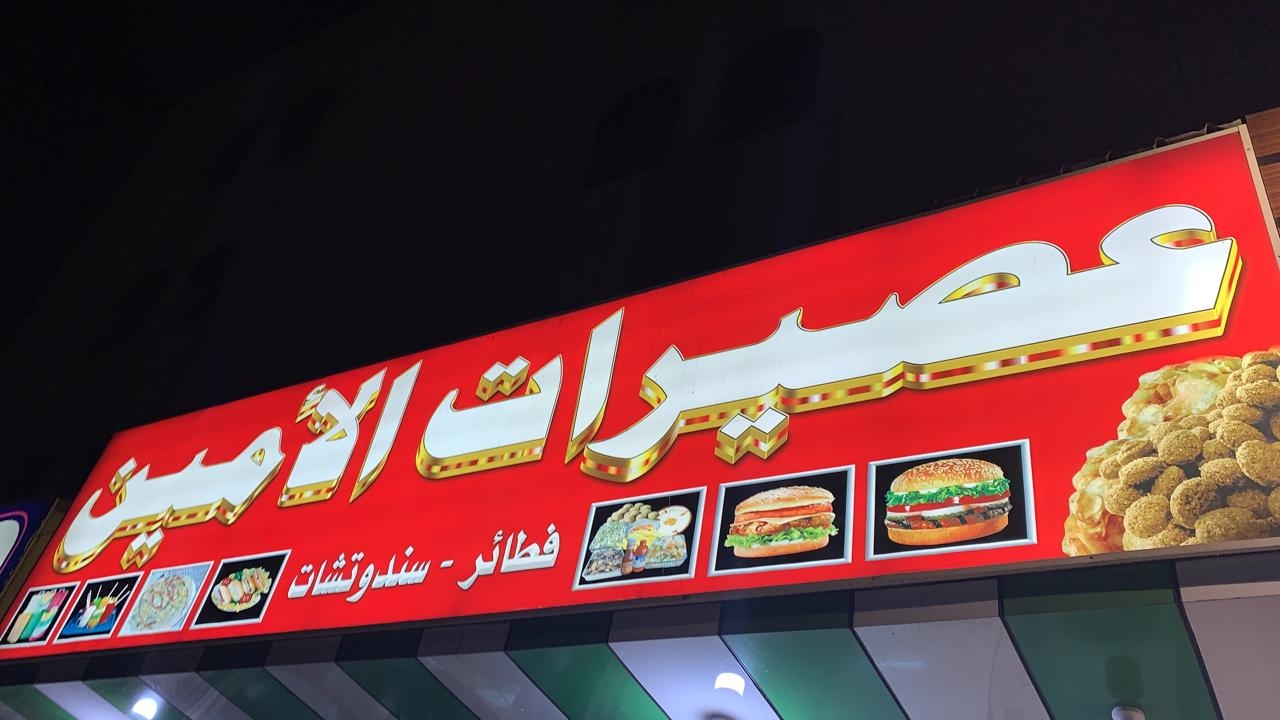 عصيرات الأمين
فطائر - سندوتشات